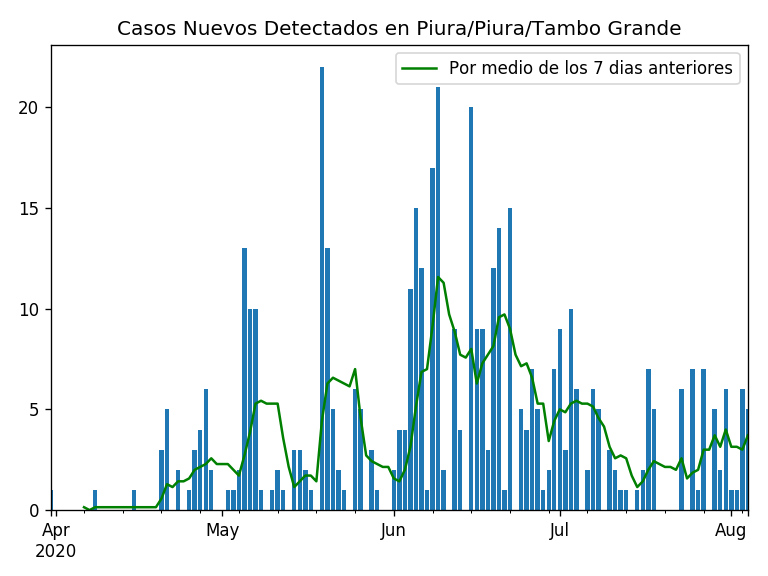 Casos Nuevos Detectados en Piura/Piura/Tambo Grande
Por medio de los 7 dias anteriores
20
15
10
5
0
Apr May Jun Jul Aug
2020